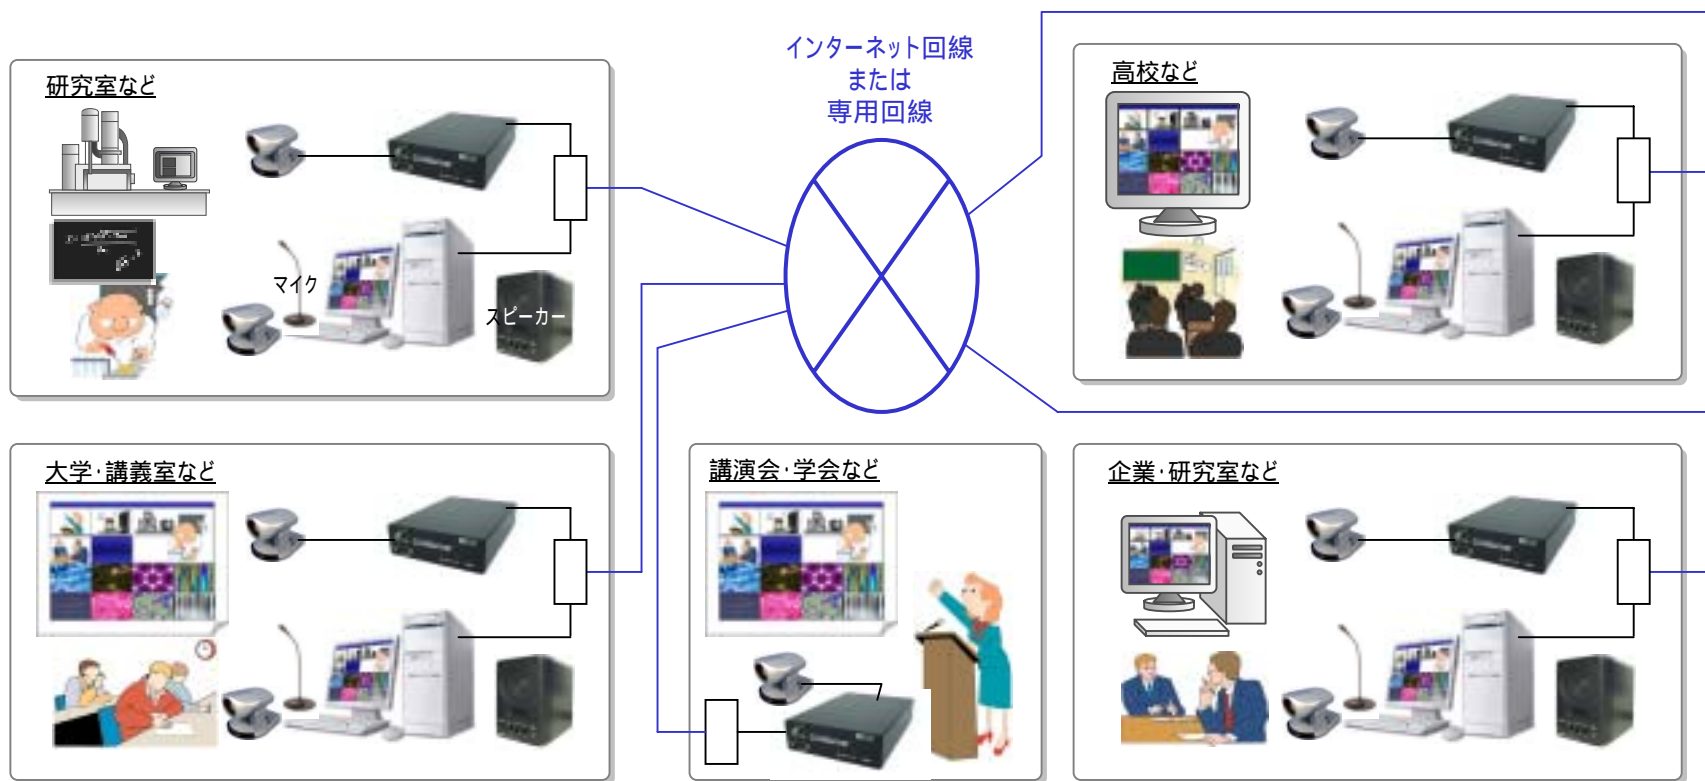 インターネット回線
または
専用回線
研究室など
マイク
スピーカー
高校など
大学・講義室など
講演会・学会など
企業・研究室など